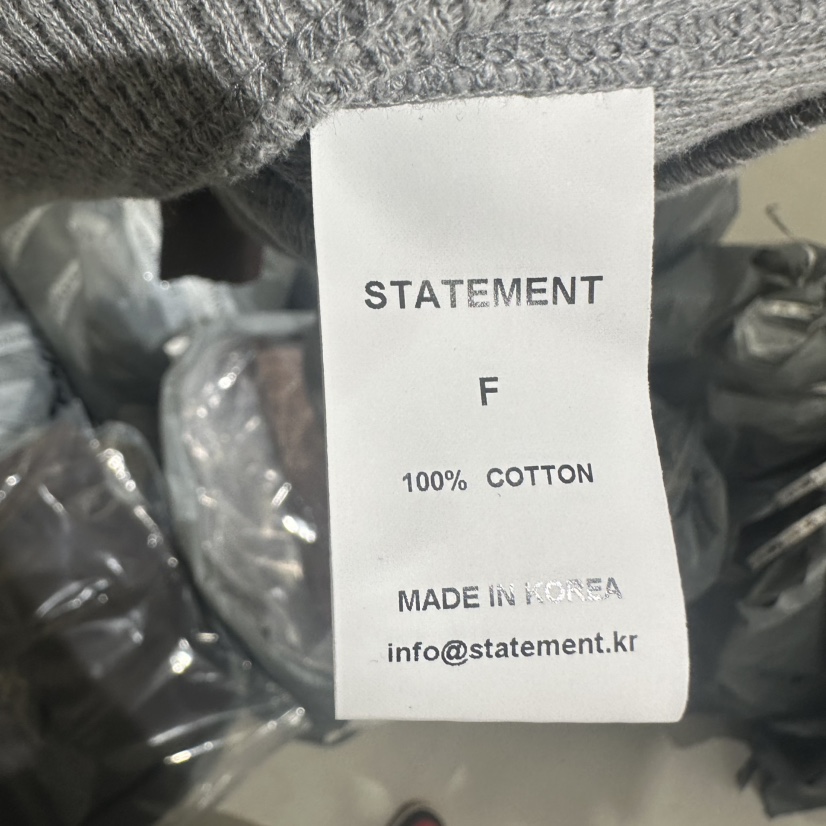 STATEMENT
F
100% COTTON
MADE IN KOREA
info@statement.kr